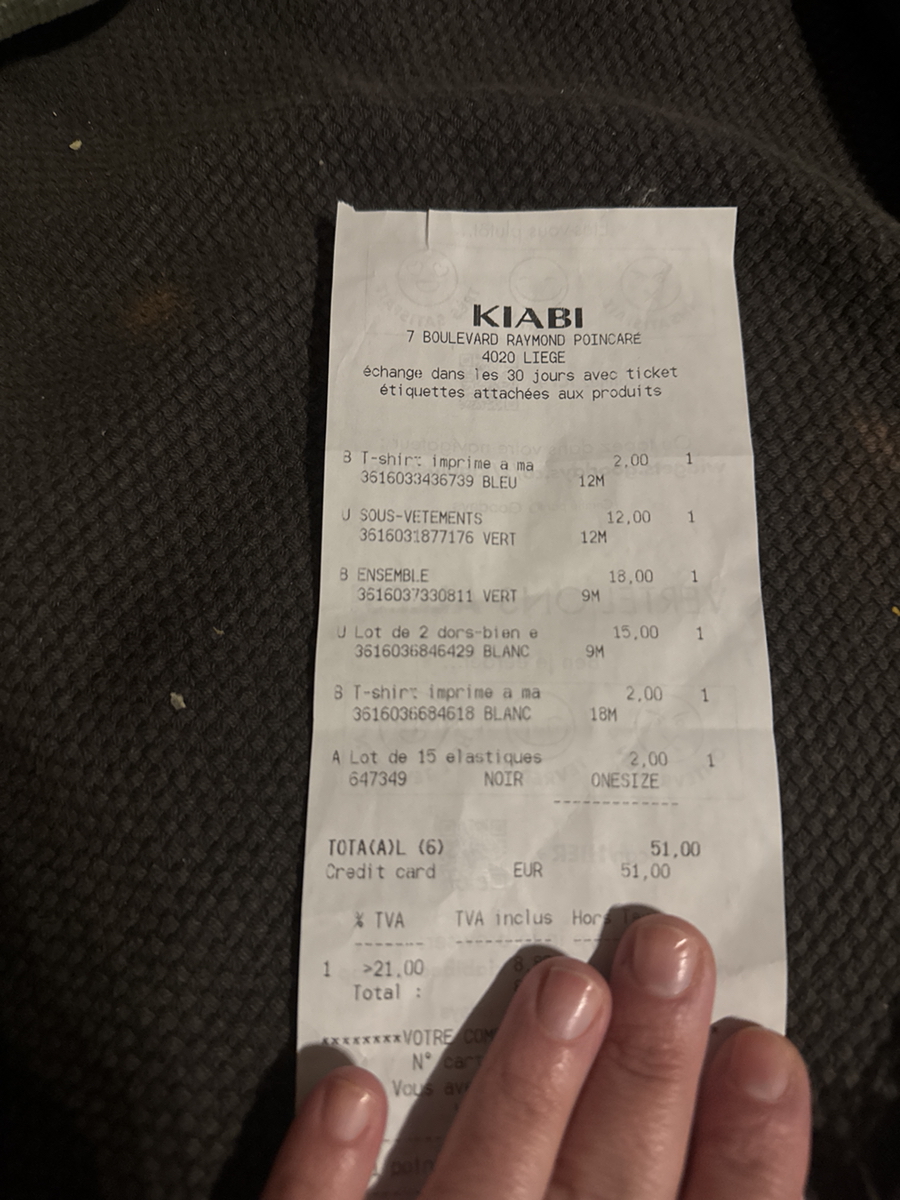 KIABI
7 BOULEVARD RAYMOND POINCARE
4020 LIEGE
échange dans les 30 jours avec ticket
étiquettes attachées aux produits
B T-shirt imprime a ma 2,00 1
3616033436739 BLEU 12M
U SOUS-VETEMENTS 12,00 1
3616031877176 VERT 12M
B ENSEMBLE 18,00 1
3616037330811 VERT 9M
U Lot de 2 dors-bien e 15,00 1
3616036846429 BLANC 9M
B T-shirt imprime a ma 2,00 1
3616036684618 BLANC 18M
A Lot de 15 elastiques 2,00 1
647349 NOIR ONESIZE
------------
TOTA(A)L (6) 51,00
Credit card EUR 51,00
% TVA TVA inclus Hors
1 >21.00
Total :
********VOTRE
N°
Vous